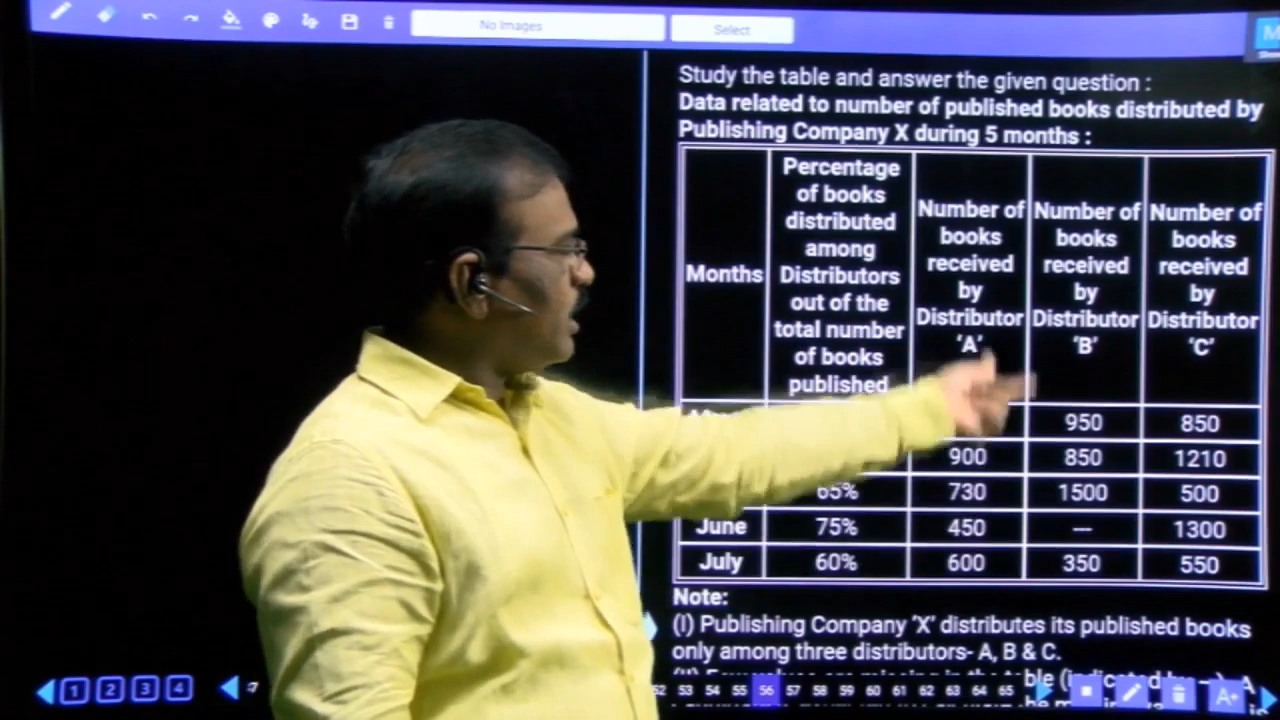 No Images
Select
M
Study the table and answer the given question :
Data related to number of published books distributed by
Publishing Company X during 5 months :
Months
Percentage
of books
distributed
among
Distributors
out of the
total number
of books
published
Number of
books
received
by
Distributor
‘A’
Number of
books
received
by
Distributor
‘B’
Number of
books
received
by
Distributor
‘C’
950 850
900 850 1210
65% 730 1500 500
June 75% 450 --- 1300
July 60% 600 350 550
Note:
(I) Publishing Company ‘X’ distributes its published books
only among three distributors- A, B & C.
1 2 3 4
52 53 54 55 56 57 58 59 60 61 62 63 64 65
A+